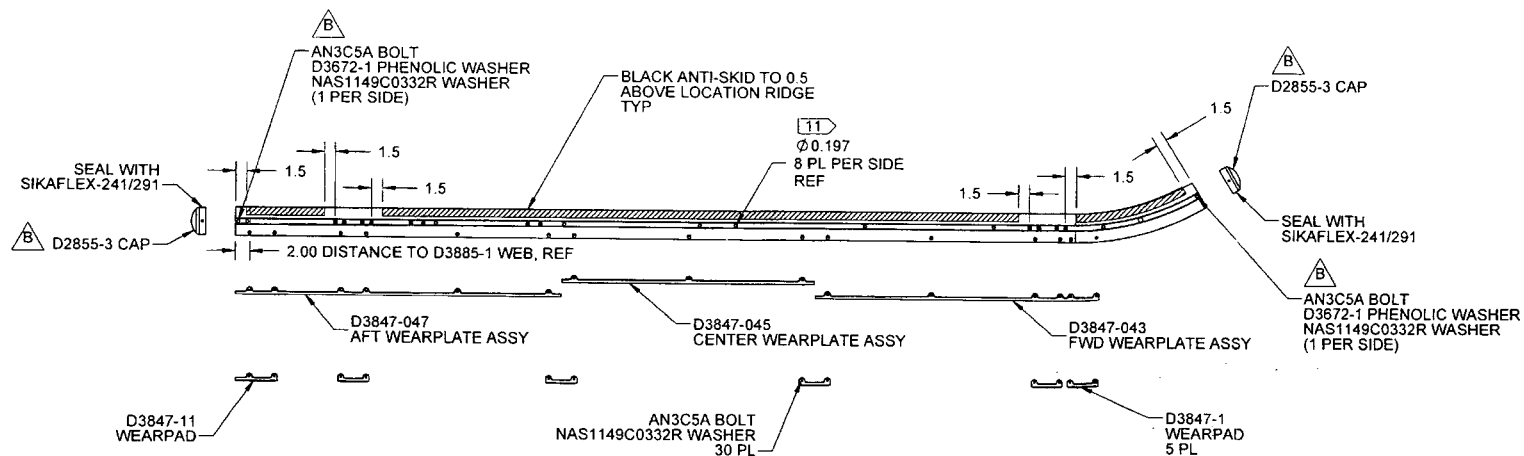 B
AN3C5A BOLT
D3672-1 PHENOLIC WASHER
NAS1149C0332R WASHER
(1 PER SIDE)
BLACK ANTI-SKID TO 0.5
ABOVE LOCATION RIDGE
TYP
B
D2855-3 CAP
11
Ø0.197
8 PL PER SIDE
REF
1.5
1.5
1.5
1.5
1.5
1.5
SEAL WITH
SIKAFLEX-241/291
B
D2855-3 CAP
2.00 DISTANCE TO D3885-1 WEB, REF
SEAL WITH
SIKAFLEX-241/291
B
AN3C5A BOLT
D3672-1 PHENOLIC WASHER
NAS1149C0332R WASHER
(1 PER SIDE)
D3847-047
AFT WEARPLATE ASSY
D3847-045
CENTER WEARPLATE ASSY
D3847-043
FWD WEARPLATE ASSY
D3847-11
WEARPAD
AN3C5A BOLT
NAS1149C0332R WASHER
30 PL
D3847-1
WEARPAD
5 PL